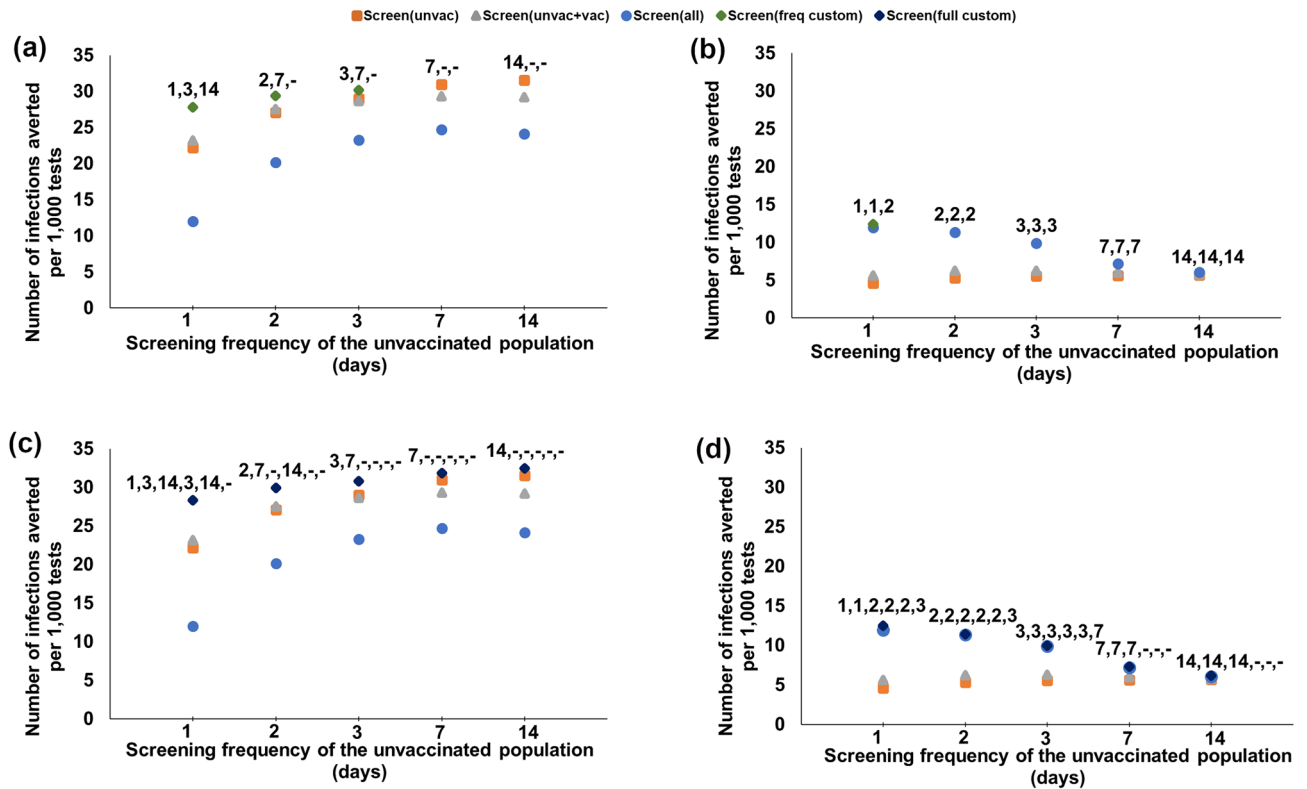 Screen(unvac) Screen(unvac+vac) Screen(all) Screen(freq custom) Screen(full custom)
(a)
Number of infections averted
per 1,000 tests
35
30
25
20
15
10
5
0
1,3,14 2,7,- 3,7,- 7,-,- 14,-,-
1 2 3 7 14
Screening frequency of the unvaccinated population
(days)
(b)
Number of infections averted
per 1,000 tests
35
30
25
20
15
10
5
0
1,1,2 2,2,2 3,3,3 7,7,7 14,14,14
1 2 3 7 14
Screening frequency of the unvaccinated population
(days)
(c)
Number of infections averted
per 1,000 tests
35
30
25
20
15
10
5
0
1,3,14,3,14,- 2,7,-,14,-,- 3,7,-,-,-,- 7,-,-,-,-,- 14,-,-,-,-,-
1 2 3 7 14
Screening frequency of the unvaccinated population
(days)
(d)
Number of infections averted
per 1,000 tests
35
30
25
20
15
10
5
0
1,1,2,2,2,3 2,2,2,2,2,3 3,3,3,3,3,7 7,7,7,-,-,- 14,14,14,-,-,-
1 2 3 7 14
Screening frequency of the unvaccinated population
(days)